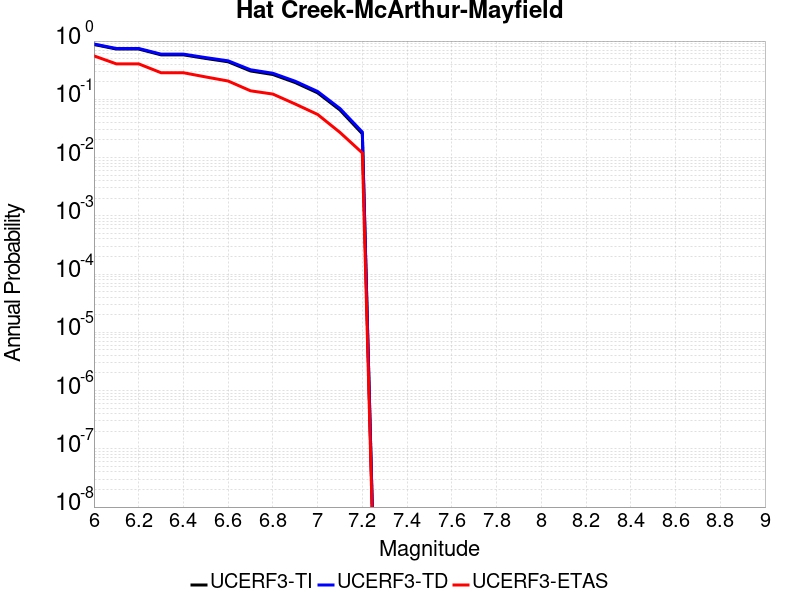 Hat Creek-McArthur-Mayfield
Annual Probability
10^0
10^-1
10^-2
10^-3
10^-4
10^-5
10^-6
10^-7
10^-8
6 6.2 6.4 6.6 6.8 7 7.2 7.4 7.6 7.8 8 8.2 8.4 8.6 8.8 9
Magnitude
UCERF3-TI UCERF3-TD UCERF3-ETAS